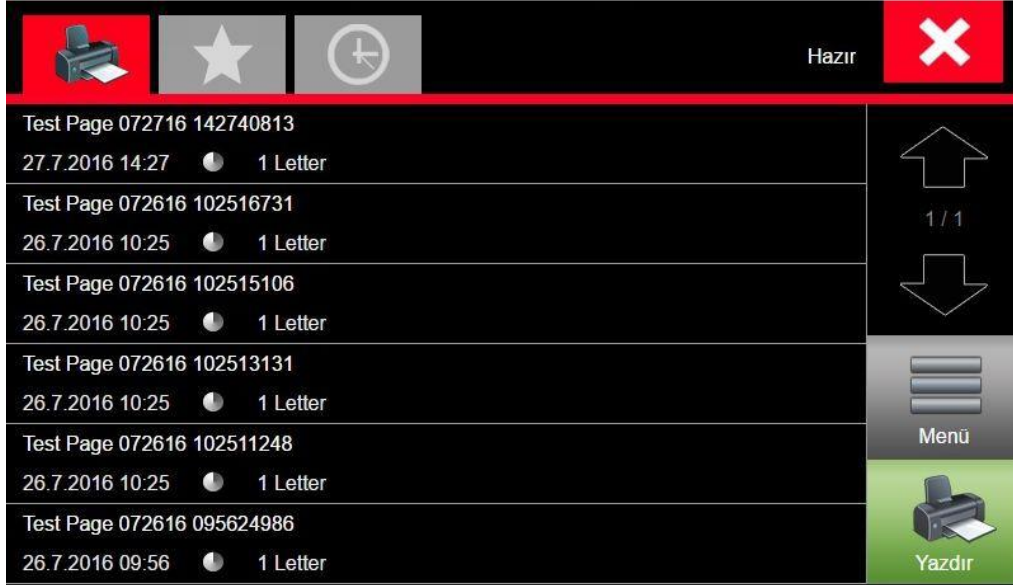 Hazır
Test Page 072716 142740813
27.7.2016 14:27 1 Letter
Test Page 072616 102516731
26.7.2016 10:25 1 Letter
1 / 1
Test Page 072616 102515106
26.7.2016 10:25 1 Letter
Test Page 072616 102513131
26.7.2016 10:25 1 Letter
Test Page 072616 102511248
26.7.2016 10:25 1 Letter
Menü
Test Page 072616 095624986
26.7.2016 09:56 1 Letter
Yazdır